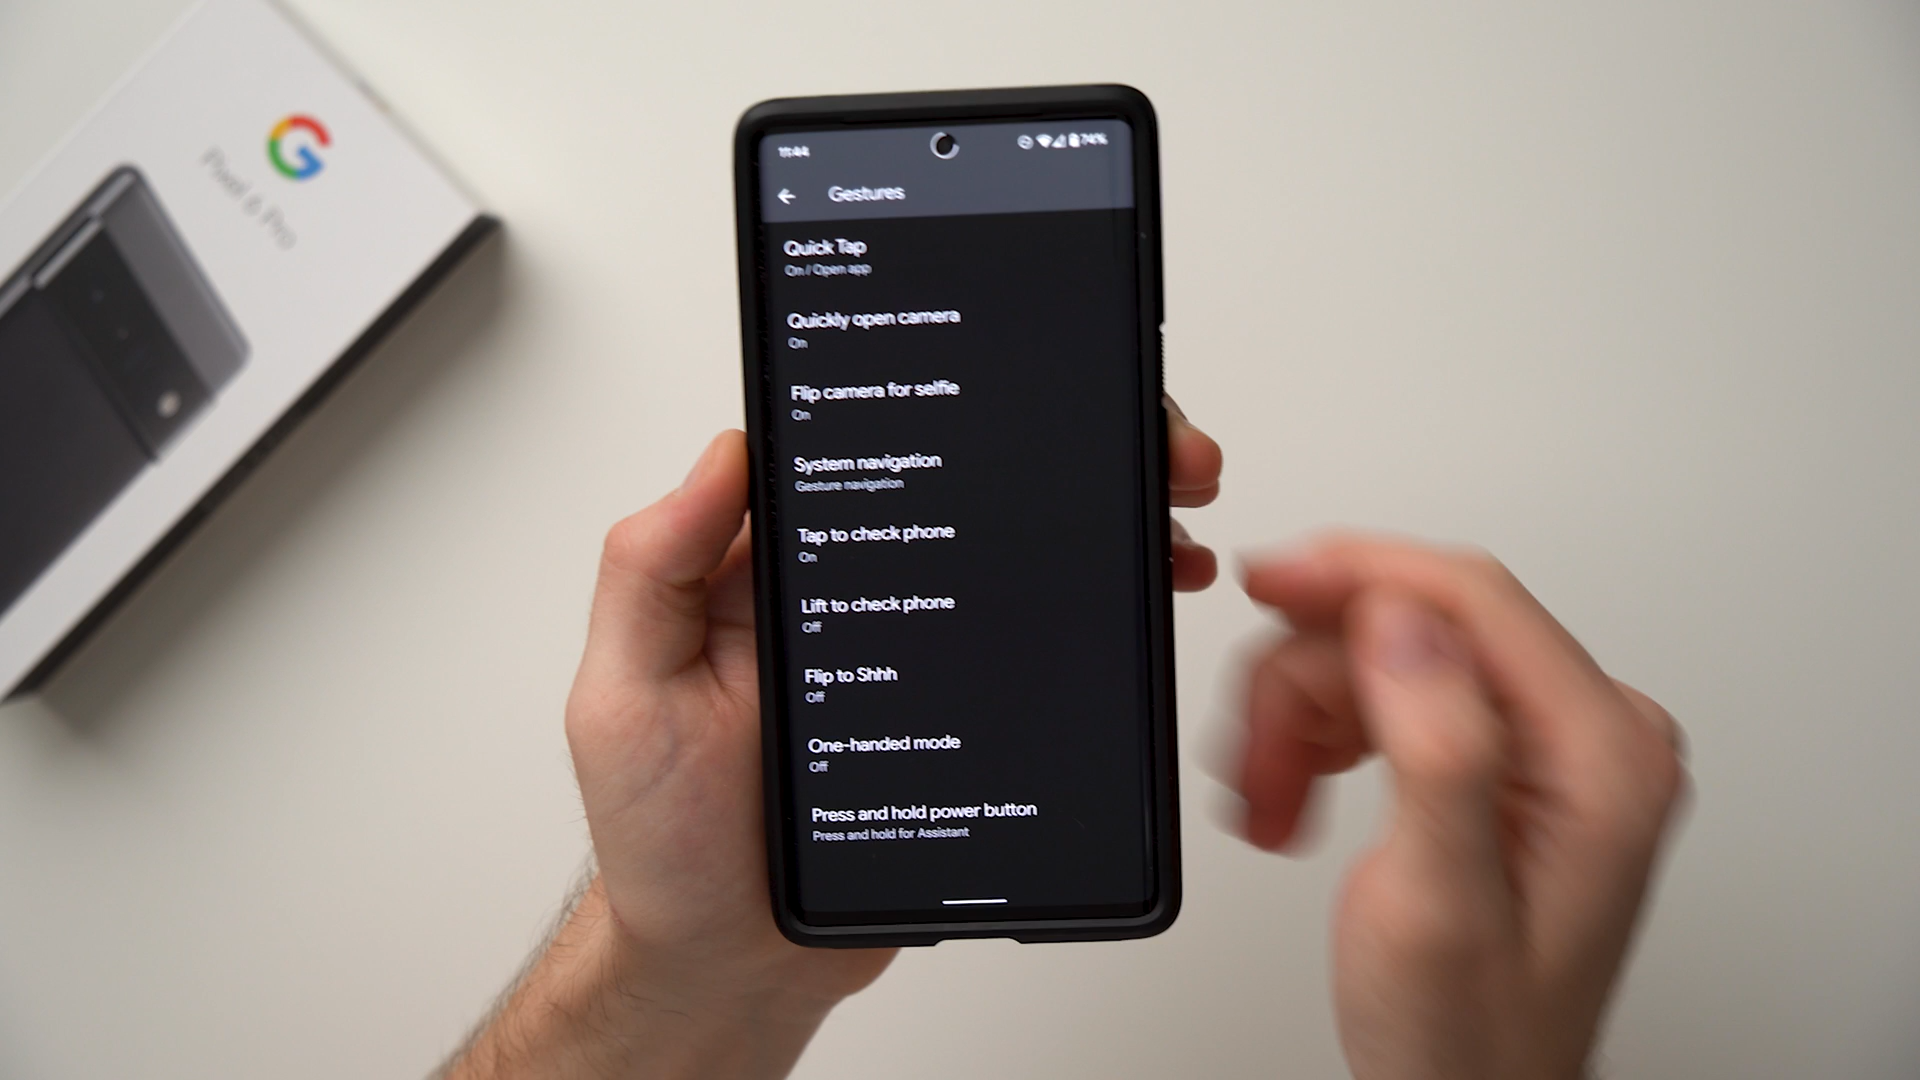 G
Pixel 6 Pro
11:44
74%
Gestures
Quick Tap
On / Open app
Quickly open camera
On
Flip camera for selfie
On
System navigation
Gesture navigation
Tap to check phone
On
Lift to check phone
Off
Flip to Shhh
Off
One-handed mode
Off
Press and hold power button
Press and hold for Assistant